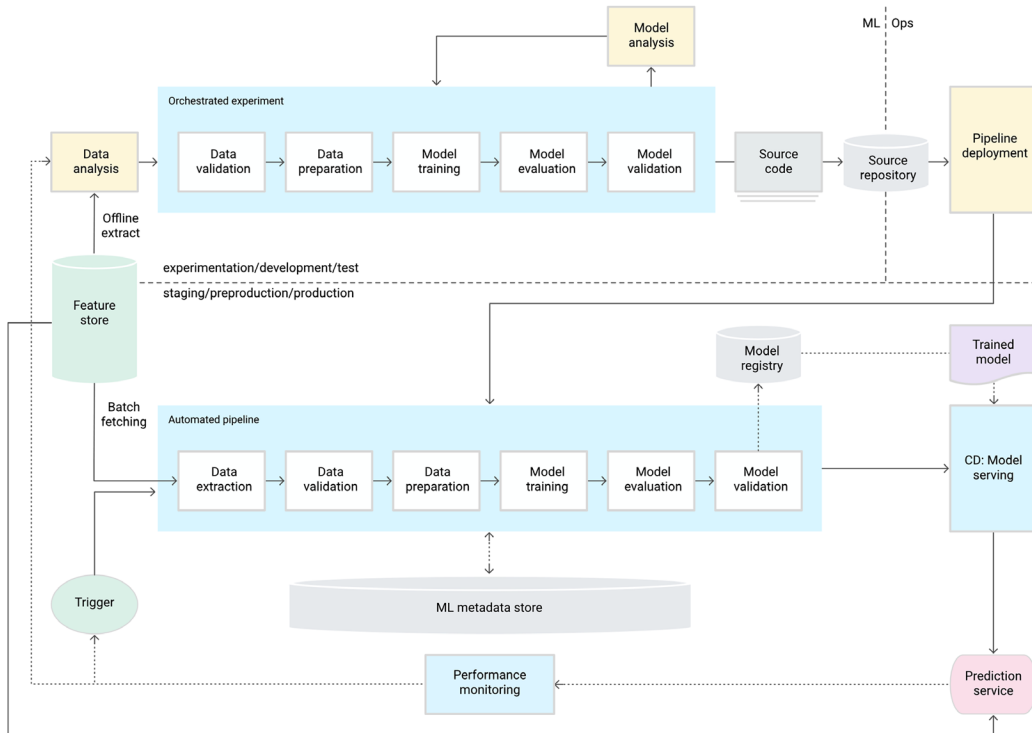 Model
analysis
ML
Ops
Orchestrated experiment
Data
analysis
Data
validation
Data
preparation
Model
training
Model
evaluation
Model
validation
Source
code
Source
repository
Pipeline
deployment
Offline
extract
experimentation/development/test
staging/preproduction/production
Feature
store
Model
registry
Trained
model
Batch
fetching
Automated pipeline
Data
extraction
Data
validation
Data
preparation
Model
training
Model
evaluation
Model
validation
CD: Model
serving
Trigger
ML metadata store
Performance
monitoring
Prediction
service